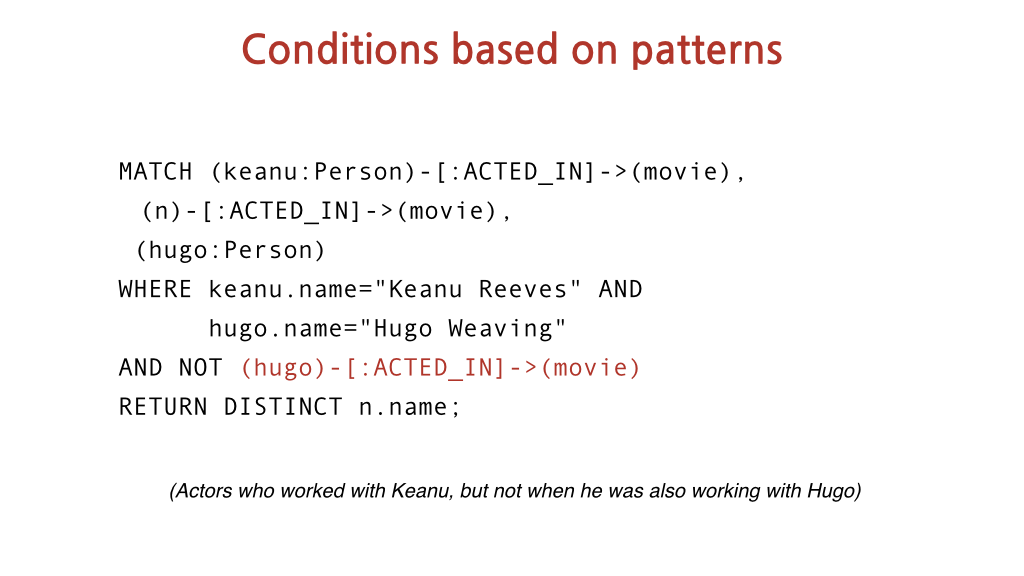 Conditions based on patterns
MATCH (keanu:Person)-[:ACTED_IN]->(movie),
(n)-[:ACTED_IN]->(movie),
(hugo:Person)
WHERE keanu.name="Keanu Reeves" AND
hugo.name="Hugo Weaving"
AND NOT (hugo)-[:ACTED_IN]->(movie)
RETURN DISTINCT n.name;
(Actors who worked with Keanu, but not when he was also working with Hugo)